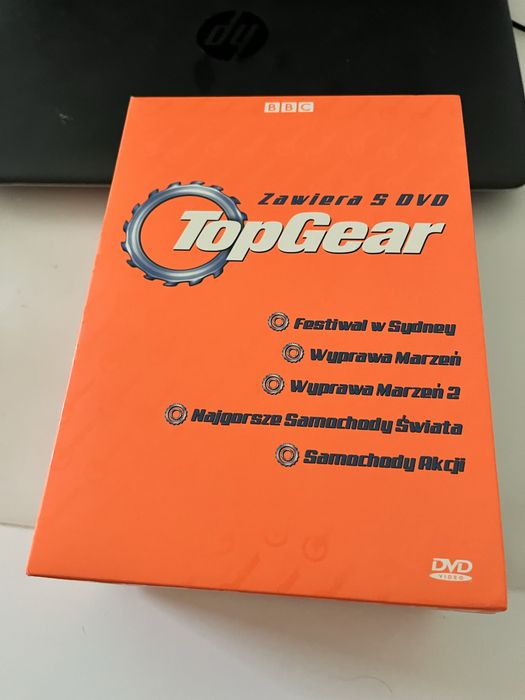 hp
BBC
Zawiera 5 DVD
TopGear
Festiwal w Sydney
Wyprawa Marzeń
Wyprawa Marzeń 2
Najgorsze Samochody Świata
Samochody Akcji
DVD
VIDEO